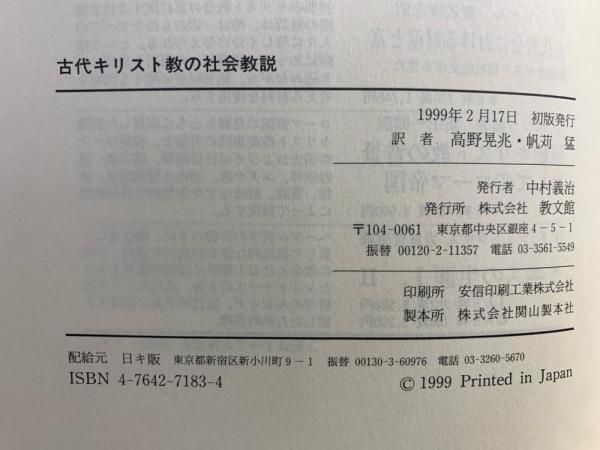 古代キリスト教の社会教説
1999年2月17日　初版発行
訳者　高野晃兆・帆苅　猛
発行者　中村義治
発行所　株式会社　教文館
〒104-0061　東京都中央区銀座4-5-1
振替　00120-2-11357　電話　03-3561-5549
印刷所　安信印刷工業株式会社
製本所　株式会社関山製本社
配給元　日キ販　東京都新宿区新小川町9-1　振替　00130-3-60976　電話　03-3260-5670
ISBN　4-7642-7183-4
© 1999　Printed in Japan